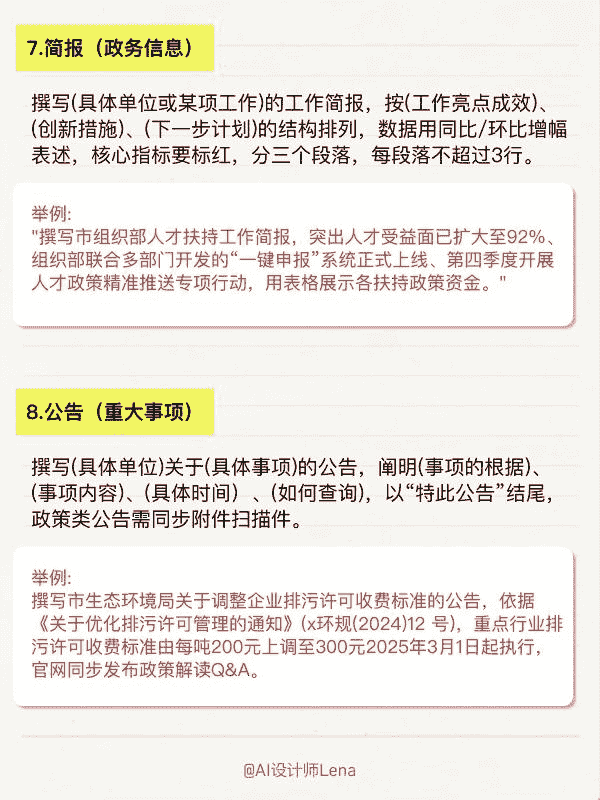 7.简报（政务信息）
撰写(具体单位或某项工作)的工作简报，按(工作亮点成效)、
(创新措施)、(下一步计划)的结构排列，数据用同比/环比增幅
表述，核心指标要标红，分三个段落，每段落不超过3行。
举例:
"撰写市组织部人才扶持工作简报，突出人才受益面已扩大至92%、
组织部联合多部门开发的“一键申报”系统正式上线、第四季度开展
人才政策精准推送专项行动，用表格展示各扶持政策资金。"
8.公告（重大事项）
撰写(具体单位)关于(具体事项)的公告，阐明(事项的根据)、
(事项内容)、(具体时间）、(如何查询)，以“特此公告”结尾，
政策类公告需同步附件扫描件。
举例:
撰写市生态环境局关于调整企业排污许可收费标准的公告，依据
《关于优化排污许可管理的通知》(x环规(2024)12 号)，重点行业排
污许可收费标准由每吨200元上调至300元2025年3月1日起执行，
官网同步发布政策解读Q&A。
@AI设计师Lena